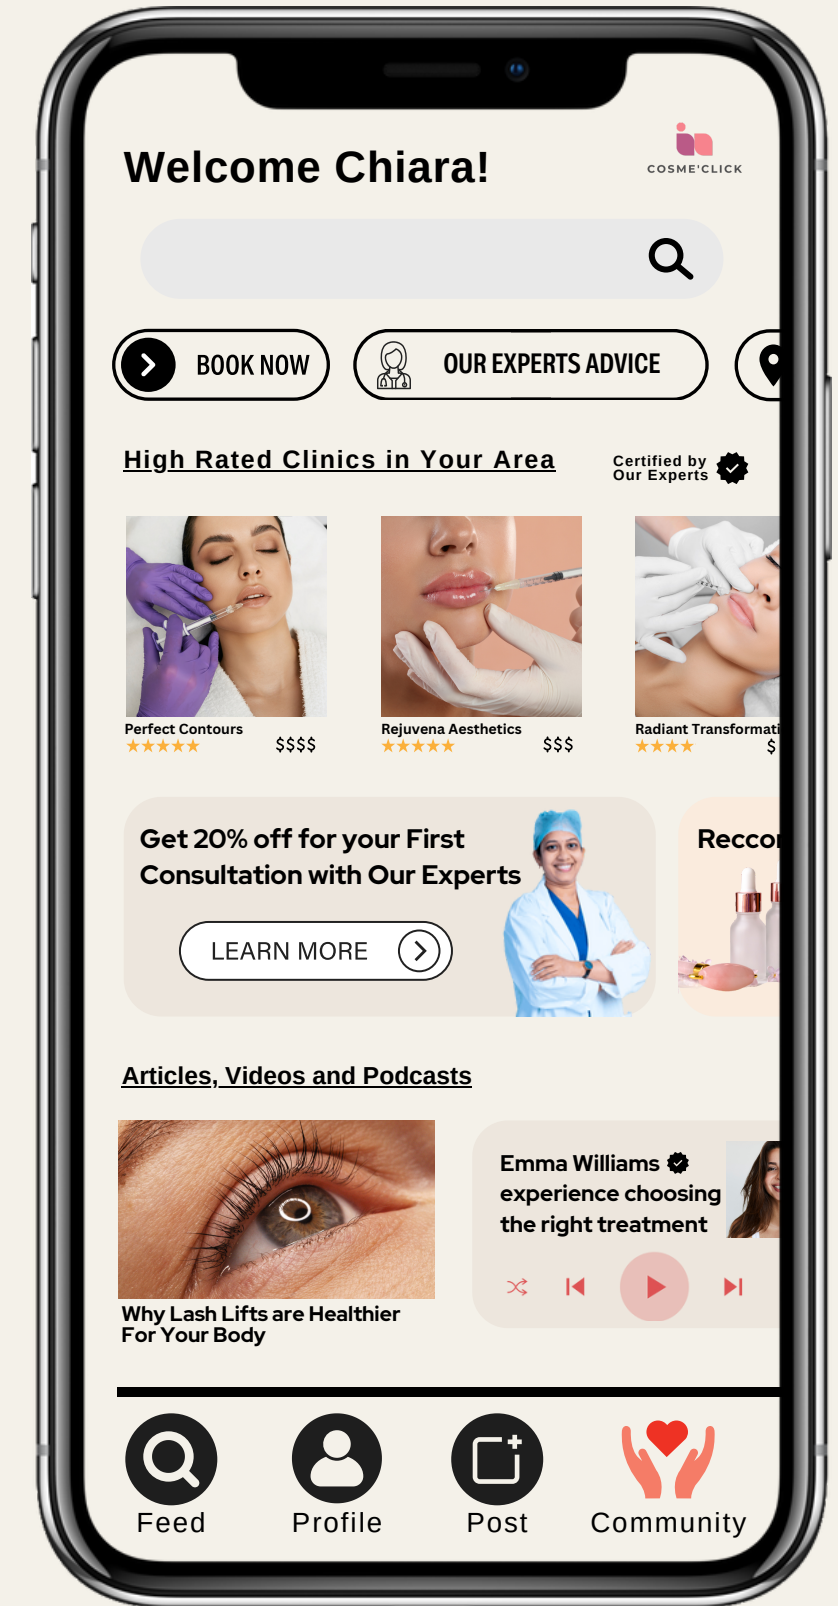 Welcome Chiara!
COSME'CLICK
BOOK NOW
OUR EXPERTS ADVICE
High Rated Clinics in Your Area
Certified by
Our Experts
Perfect Contours
$$$$
Rejuvena Aesthetics
$$$
Radiant Transformati
$
Get 20% off for your First
Consultation with Our Experts
LEARN MORE
Reccom
Articles, Videos and Podcasts
Emma Williams
experience choosing
the right treatment
Why Lash Lifts are Healthier
For Your Body
Feed
Profile
Post
Community